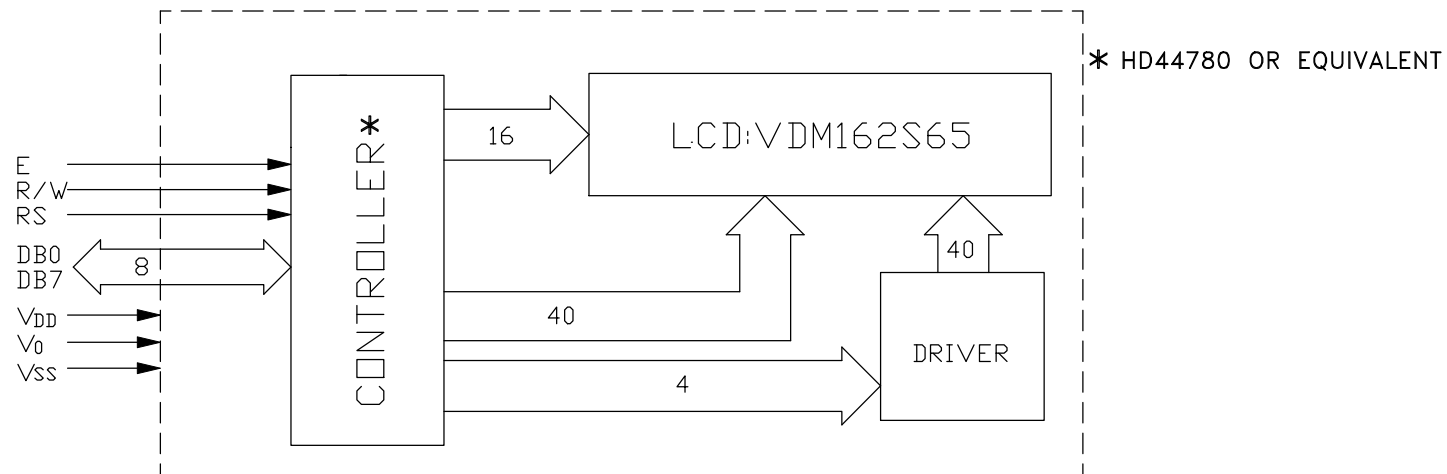 * HD44780 OR EQUIVALENT
LCD:VDM162S65
CONTROLLER*
16
E
R/W
RS
DB0
DB7
8
40
40
DRIVER
4
VDD
V0
VSS